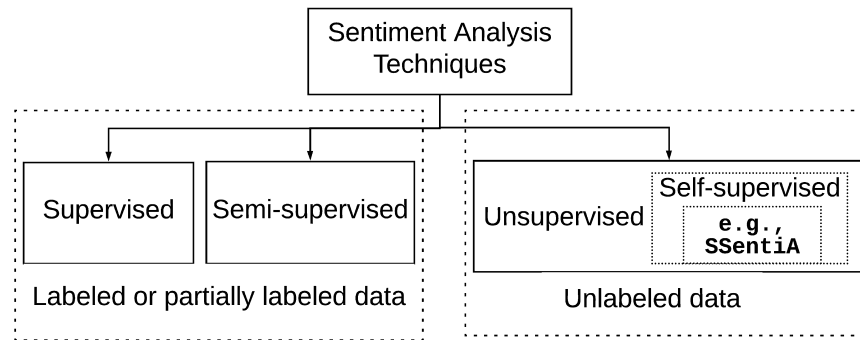 Sentiment Analysis
Techniques
Supervised
Semi-supervised
Unsupervised
Self-supervised
e.g.,
SSentiA
Labeled or partially labeled data
Unlabeled data